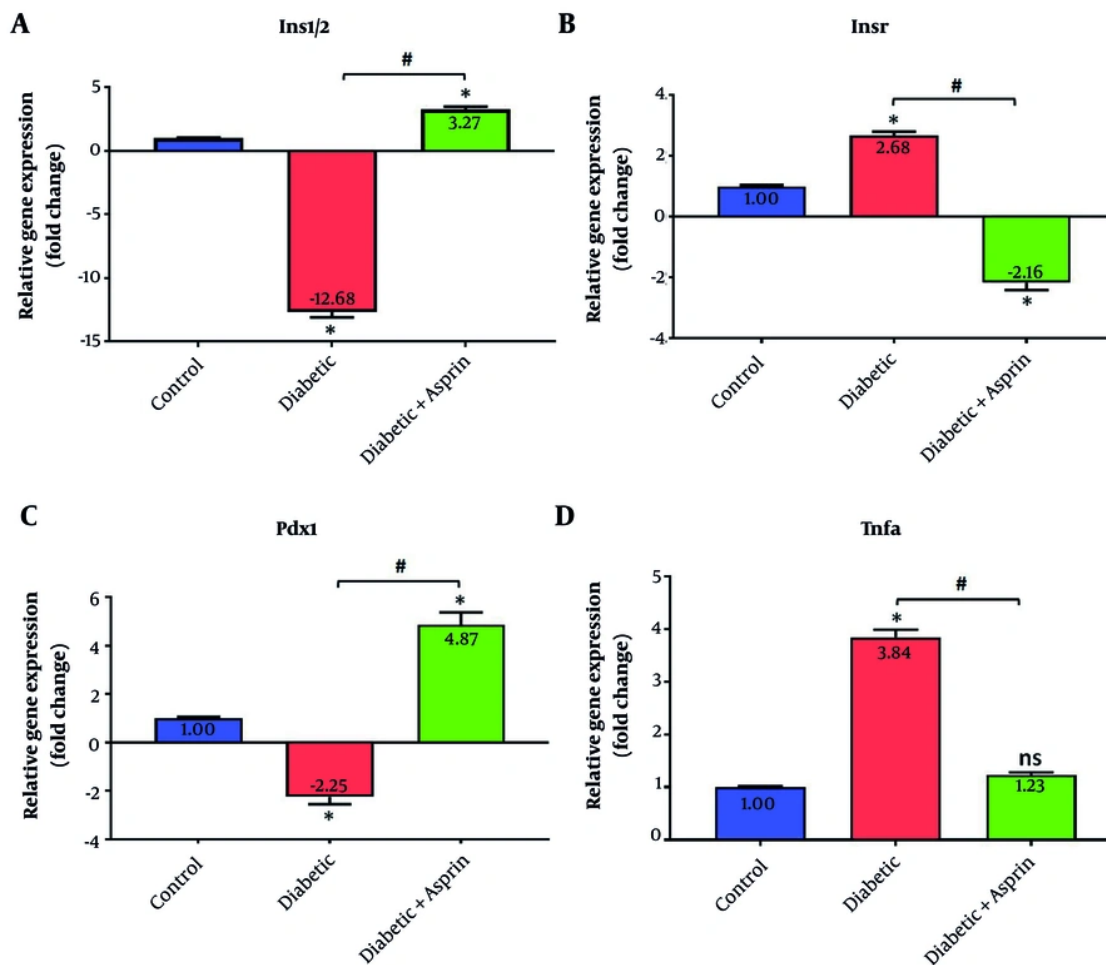 A
Ins1/2
#
Relative gene expression
(fold change)
5
0
-5
-10
-15
*
3.27
-12.68
*
Control
Diabetic
Diabetic + Asprin
B
Insr
#
Relative gene expression
(fold change)
4
2
0
-2
-4
*
2.68
1.00
-2.16
*
Control
Diabetic
Diabetic + Asprin
C
Pdx1
#
Relative gene expression
(fold change)
6
4
2
0
-2
-4
*
4.87
1.00
-2.25
*
Control
Diabetic
Diabetic + Asprin
D
Tnfa
#
Relative gene expression
(fold change)
5
4
3
2
1
0
*
3.84
ns
1.23
1.00
Control
Diabetic
Diabetic + Asprin